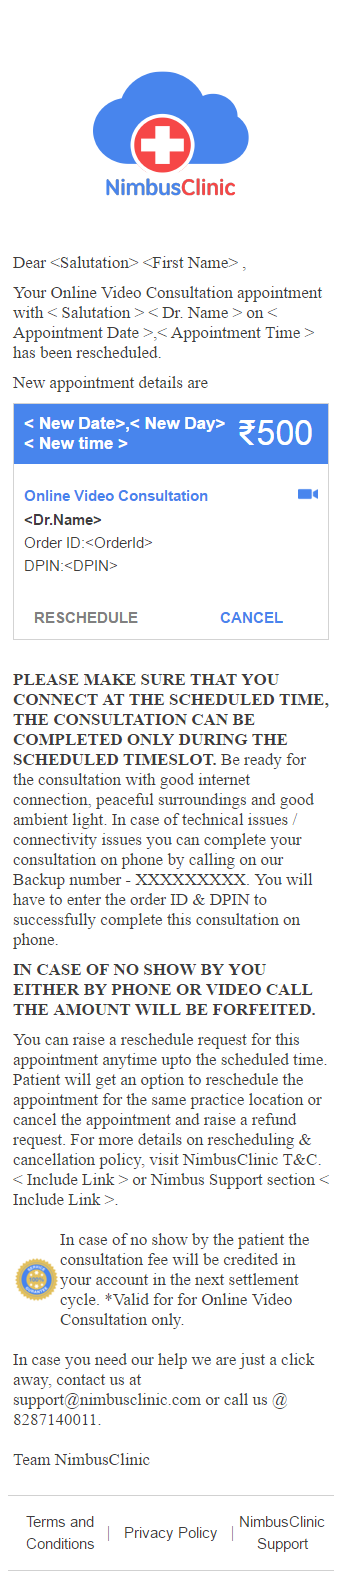 NimbusClinic
Dear <Salutation> <First Name> ,
Your Online Video Consultation appointment
with < Salutation > < Dr. Name > on <
Appointment Date >,< Appointment Time >
has been rescheduled.
New appointment details are
< New Date>,< New Day>
< New time >
₹500
Online Video Consultation
<Dr.Name>
Order ID:<OrderId>
DPIN:<DPIN>
RESCHEDULE CANCEL
PLEASE MAKE SURE THAT YOU
CONNECT AT THE SCHEDULED TIME,
THE CONSULTATION CAN BE
COMPLETED ONLY DURING THE
SCHEDULED TIMESLOT. Be ready for
the consultation with good internet
connection, peaceful surroundings and good
ambient light. In case of technical issues /
connectivity issues you can complete your
consultation on phone by calling on our
Backup number - XXXXXXXXX. You will
have to enter the order ID & DPIN to
successfully complete this consultation on
phone.
IN CASE OF NO SHOW BY YOU
EITHER BY PHONE OR VIDEO CALL
THE AMOUNT WILL BE FORFEITED.
You can raise a reschedule request for this
appointment anytime upto the scheduled time.
Patient will get an option to reschedule the
appointment for the same practice location or
cancel the appointment and raise a refund
request. For more details on rescheduling &
cancellation policy, visit NimbusClinic T&C.
< Include Link > or Nimbus Support section <
Include Link >.
In case of no show by the patient the
consultation fee will be credited in
your account in the next settlement
cycle. *Valid for for Online Video
Consultation only.
100%
In case you need our help we are just a click
away, contact us at
support@nimbusclinic.com or call us @
8287140011.
Team NimbusClinic
Terms and
Conditions
Privacy Policy
NimbusClinic
Support